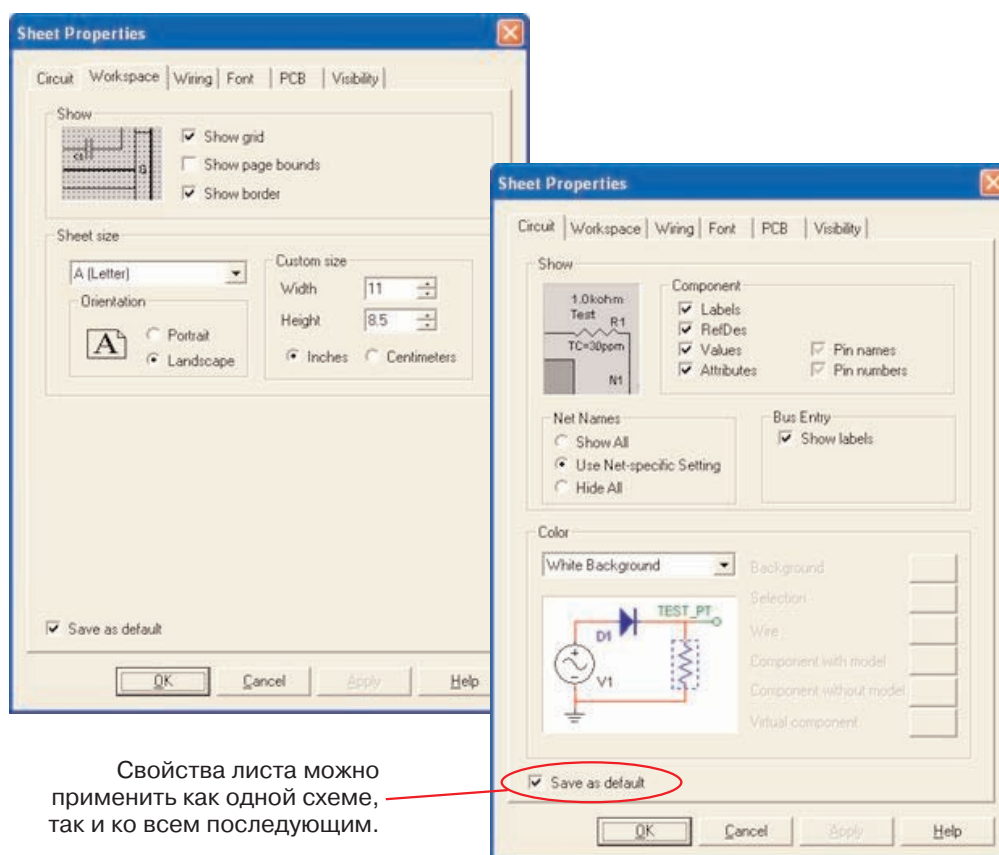 Sheet Properties
Circuit Workspace Wiring Font PCB Visibility
Show
Show grid
Show page bounds
Show border
Sheet size
A (Letter)
Orientation
A
Portrait
Landscape
Custom size
Width 11
Height 8.5
Inches Centimeters
Save as default
OK Cancel Apply Help
Sheet Properties
Circuit Workspace Wiring Font PCB Visibility
Show
1.0kohm
Test R1
TC=30ppm
N1
Component
Labels
RefDes
Values
Attributes
Pin names
Pin numbers
Net Names
Show All
Use Net-specific Setting
Hide All
Bus Entry
Show labels
Color
White Background
TEST_PT
D1
V1
Background
Selection
Wire
Component with model
Component without model
Virtual component
Save as default
OK Cancel Apply Help
Свойства листа можно
применить как одной схеме,
так и ко всем последующим.